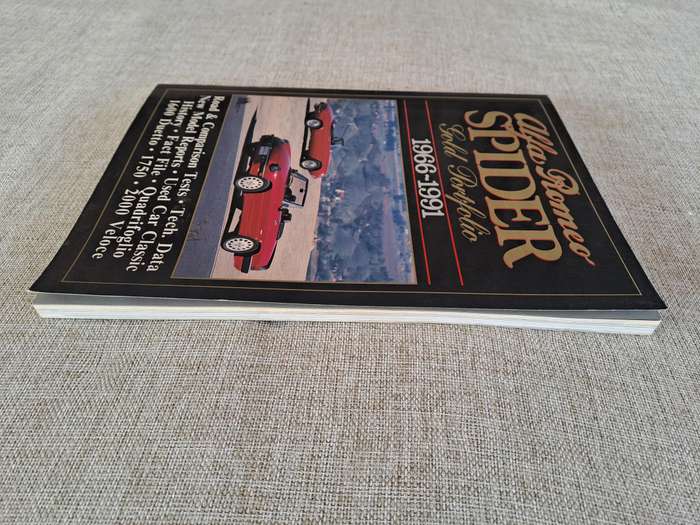 Alfa Romeo
SPIDER
Gold Portfolio
1966-1991
Road & Comparison Tests · Tech Data
New Model Reports · Used Car Classic
History · Fact File · Quadrifoglio
1600 Duetto · 1750 · 2000 Veloce